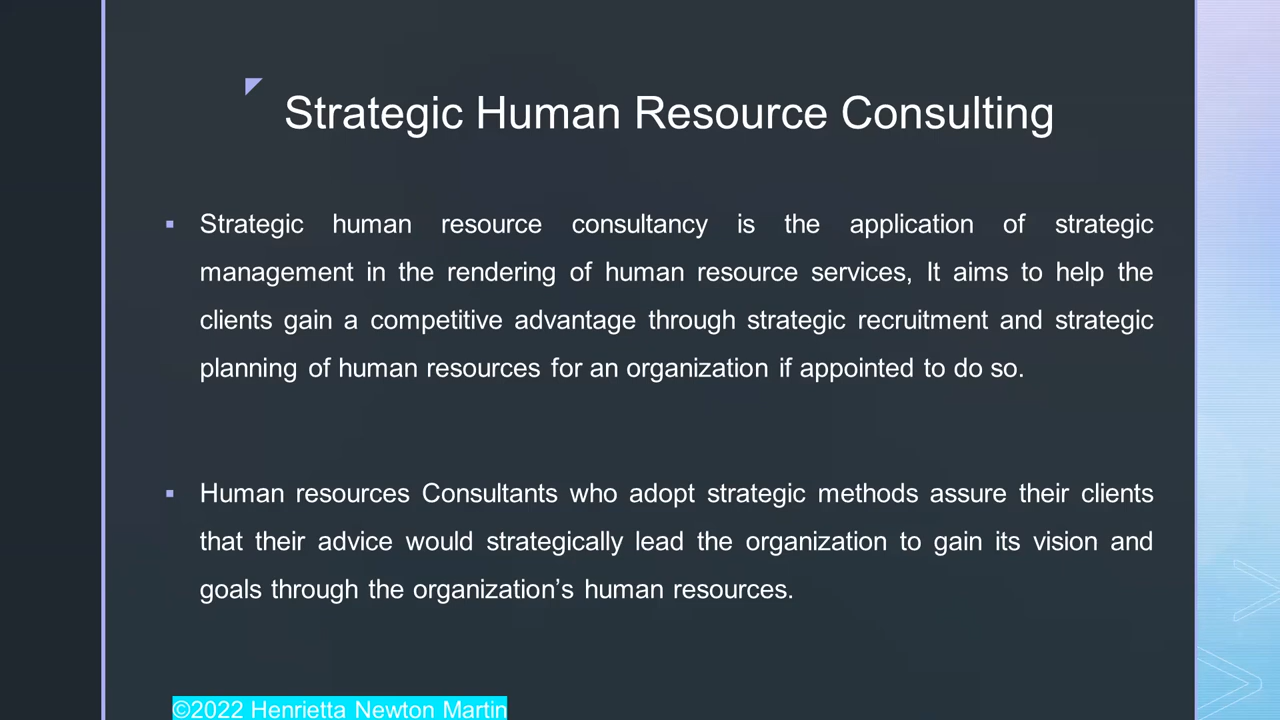 Strategic Human Resource Consulting
▪ Strategic human resource consultancy is the application of strategic
management in the rendering of human resource services, It aims to help the
clients gain a competitive advantage through strategic recruitment and strategic
planning of human resources for an organization if appointed to do so.
▪ Human resources Consultants who adopt strategic methods assure their clients
that their advice would strategically lead the organization to gain its vision and
goals through the organization’s human resources.
©2022 Henrietta Newton Martin